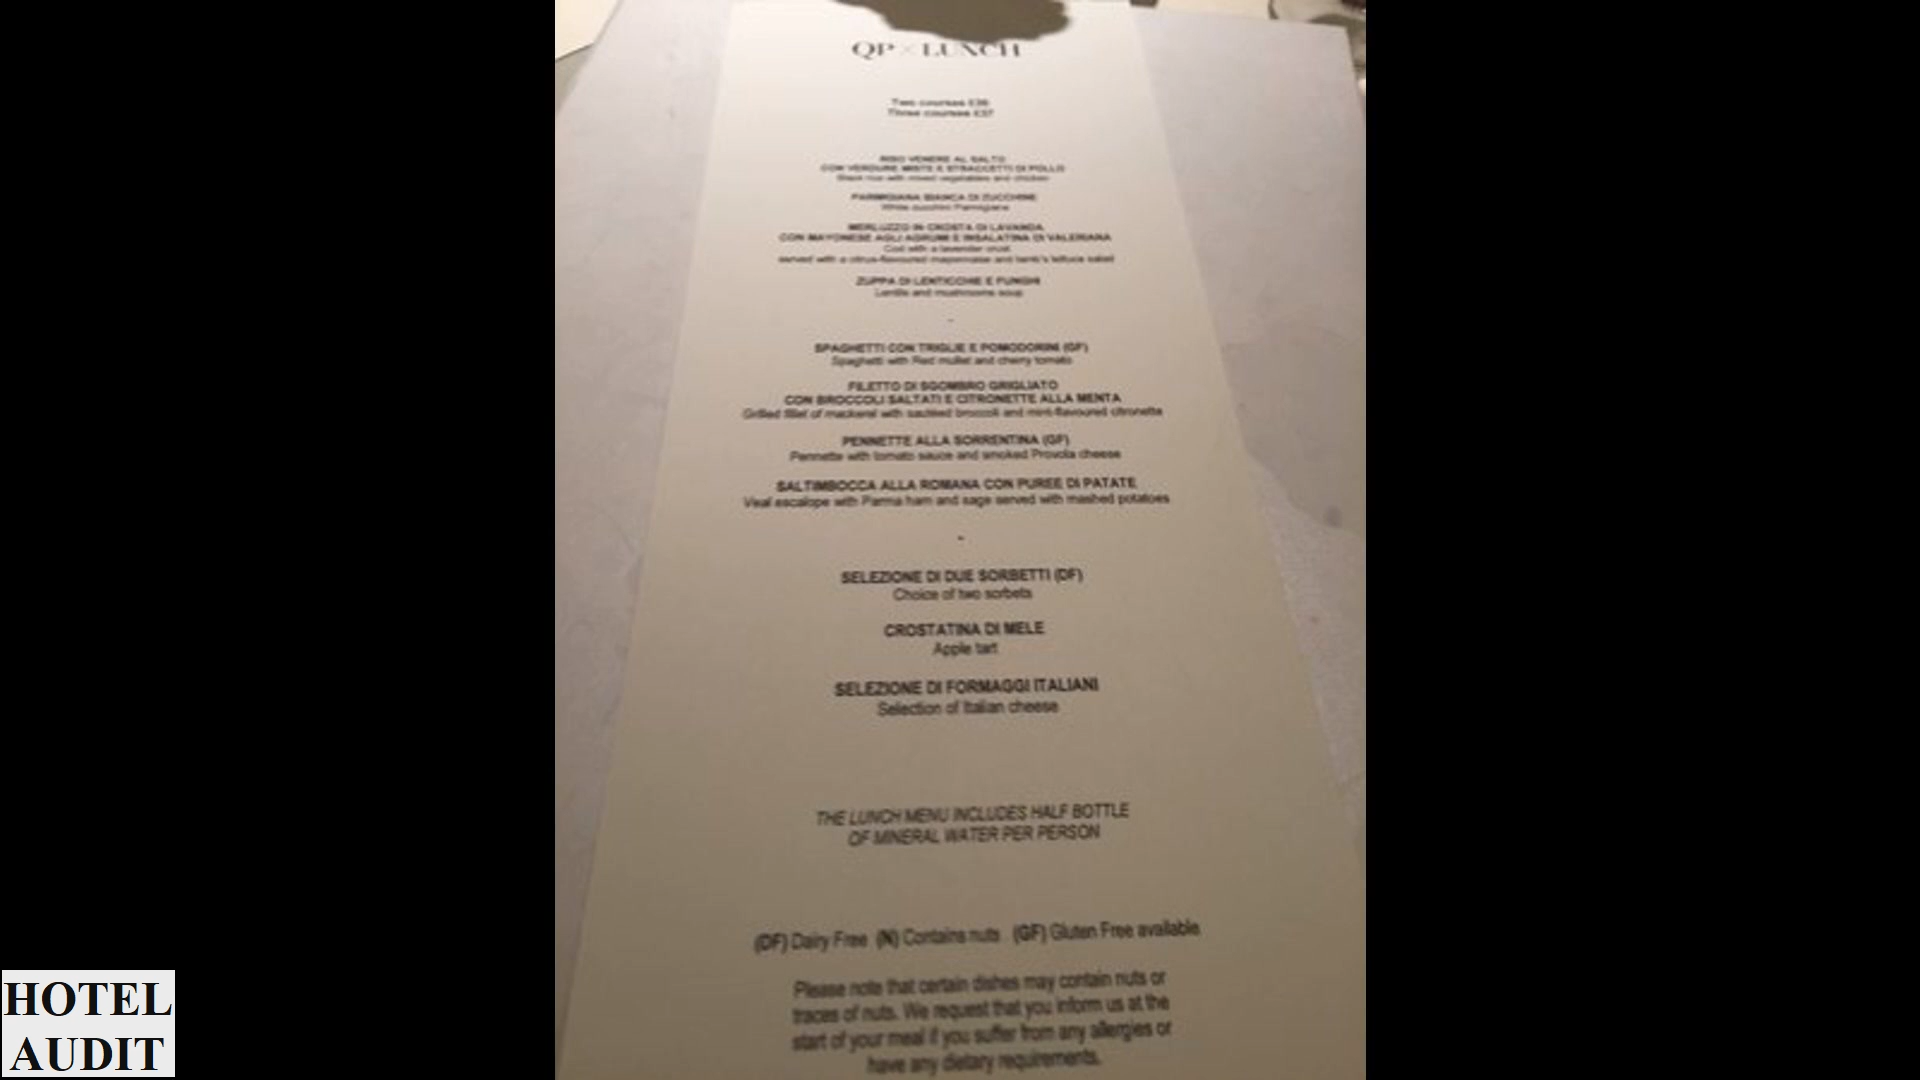 QP × LUNCH
Two courses
Three courses £37
RISO VENERE AL SALTO
CON VERDURE MISTE E STRACCETTI DI POLLO
Black rice with mixed vegetables and chicken
PARMIGIANA BIANCA DI ZUCCHINE
White zucchini Parmigiana
MERLUZZO IN CROSTA DI LAVANDA
CON MAYONESE AGLI AGRUMI E INSALATINA DI VALERIANA
Cod with a lavender crust
served with a citrus-flavoured mayonnaise and lamb's lettuce salad
ZUPPA DI LENTICCHIE E FUNGHI
Lentils and mushrooms soup
-
SPAGHETTI CON TRIGLIE E POMODORINI (GF)
Spaghetti with Red mullet and cherry tomato
FILETTO DI SGOMBRO GRIGLIATO
CON BROCCOLI SALTATI E CITRONETTE ALLA MENTA
Grilled fillet of mackerel with sautéed broccoli and mint-flavoured citronette
PENNETTE ALLA SORRENTINA (GF)
Pennette with tomato sauce and smoked Provola cheese
SALTIMBOCCA ALLA ROMANA CON PUREE DI PATATE
Veal escalope with Parma ham and sage served with mashed potatoes
-
SELEZIONE DI DUE SORBETTI (DF)
Choice of two sorbets
CROSTATINA DI MELE
Apple tart
SELEZIONE DI FORMAGGI ITALIANI
Selection of Italian cheese
THE LUNCH MENU INCLUDES HALF BOTTLE
OF MINERAL WATER PER PERSON
(DF) Dairy Free (N) Contains nuts (GF) Gluten Free available
Please note that certain dishes may contain nuts or
traces of nuts. We request that you inform us at the
start of your meal if you suffer from any allergies or
have any dietary requirements.
HOTEL
AUDIT